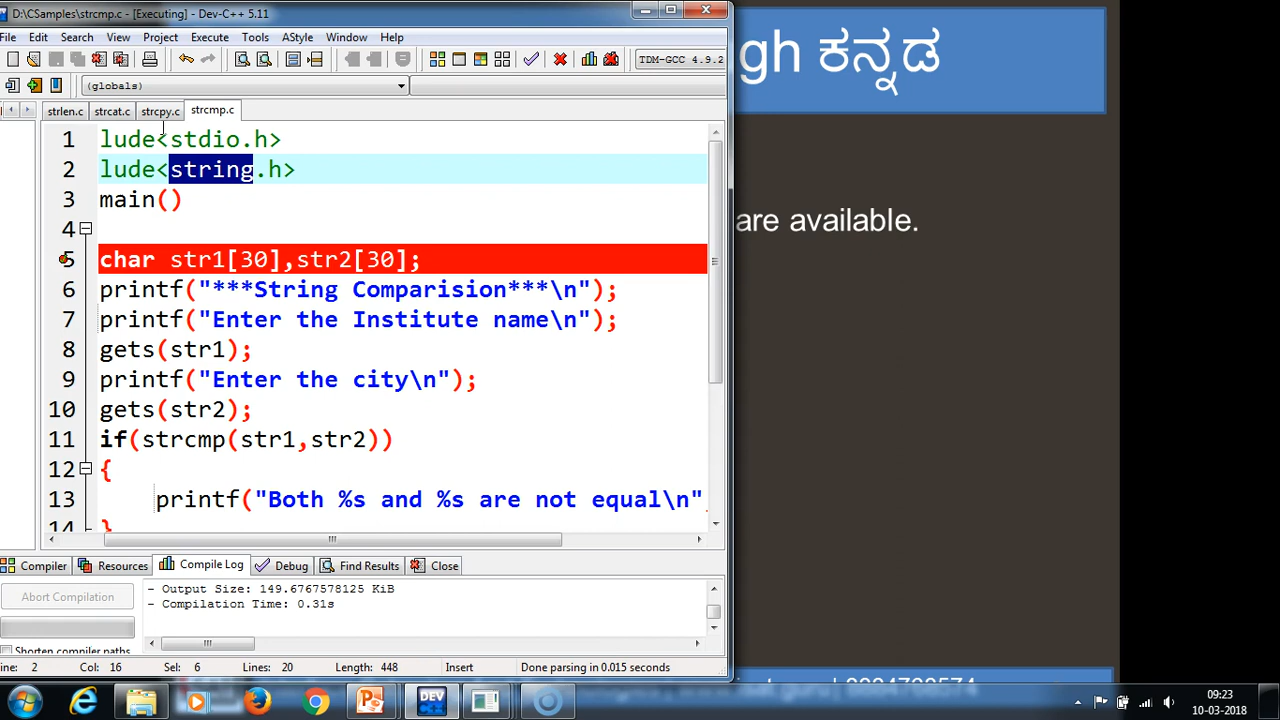 D:\CSamples\strcmp.c - [Executing] - Dev-C++ 5.11
File Edit Search View Project Execute Tools AStyle Window Help
TDM-GCC 4.9.2
(globals)
strlen.c strcat.c strcpy.c strcmp.c
1 lude<stdio.h>
2 lude<string.h>
3 main()
4
5 char str1[30],str2[30];
6 printf("***String Comparision***\n");
7 printf("Enter the Institute name\n");
8 gets(str1);
9 printf("Enter the city\n");
10 gets(str2);
11 if(strcmp(str1,str2))
12 {
13 printf("Both %s and %s are not equal\n"
14 }
Compiler Resources Compile Log Debug Find Results Close
Abort Compilation
- Output Size: 149.6767578125 KiB
- Compilation Time: 0.31s
Shorten compiler paths
ine: 2 Col: 16 Sel: 6 Lines: 20 Length: 448 Insert Done parsing in 0.015 seconds
gh ಕನ್ನಡ
are available.
DEV
09:23
10-03-2018